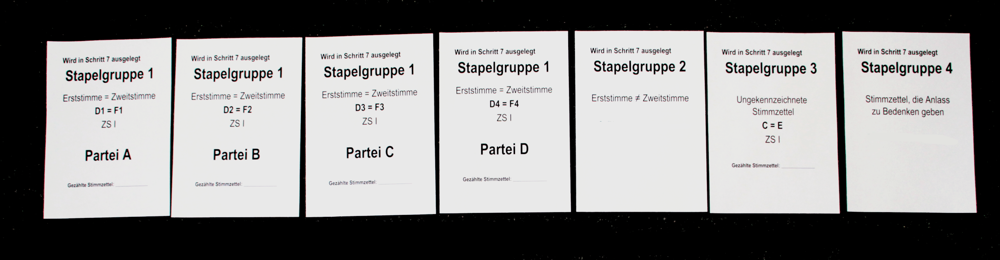 Wird in Schritt 7 ausgelegt
Stapelgruppe 1
Erststimme = Zweitstimme
D1 = F1
ZS I
Partei A
Gezählte Stimmzettel:
Wird in Schritt 7 ausgelegt
Stapelgruppe 1
Erststimme = Zweitstimme
D2 = F2
ZS I
Partei B
Gezählte Stimmzettel:
Wird in Schritt 7 ausgelegt
Stapelgruppe 1
Erststimme = Zweitstimme
D3 = F3
ZS I
Partei C
Gezählte Stimmzettel:
Wird in Schritt 7 ausgelegt
Stapelgruppe 1
Erststimme = Zweitstimme
D4 = F4
ZS I
Partei D
Gezählte Stimmzettel:
Wird in Schritt 7 ausgelegt
Stapelgruppe 2
Erststimme ≠ Zweitstimme
Wird in Schritt 7 ausgelegt
Stapelgruppe 3
Ungekennzeichnete
Stimmzettel
C = E
ZS I
Gezählte Stimmzettel:
Wird in Schritt 7 ausgelegt
Stapelgruppe 4
Stimmzettel, die Anlass
zu Bedenken geben